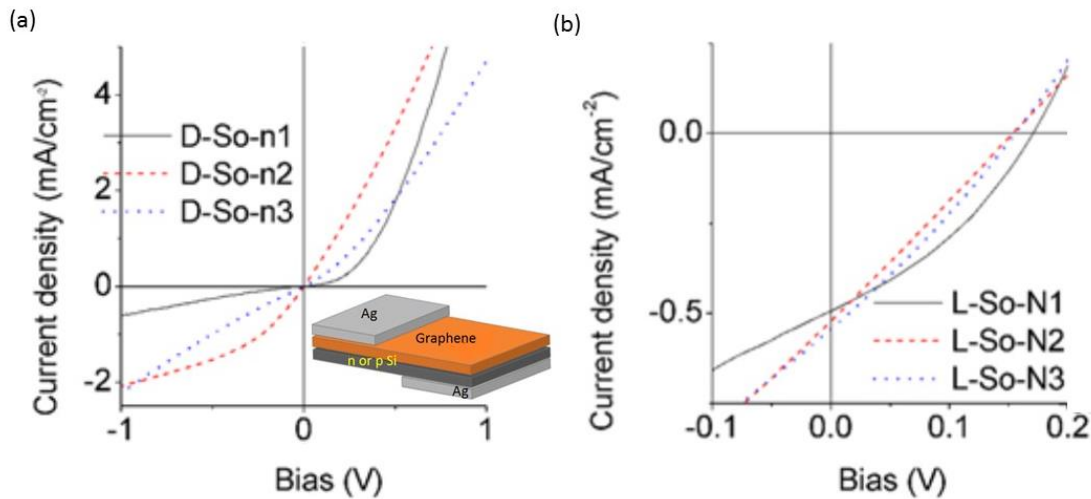 (a)
Current density (mA/cm⁻²)
4
2
0
-2
D-So-n1
D-So-n2
D-So-n3
Ag
Graphene
n or p Si
Ag
-1
0
1
Bias (V)
(b)
Current density (mA/cm⁻²)
0.0
-0.5
L-So-N1
L-So-N2
L-So-N3
-0.1
0.0
0.1
0.2
Bias (V)